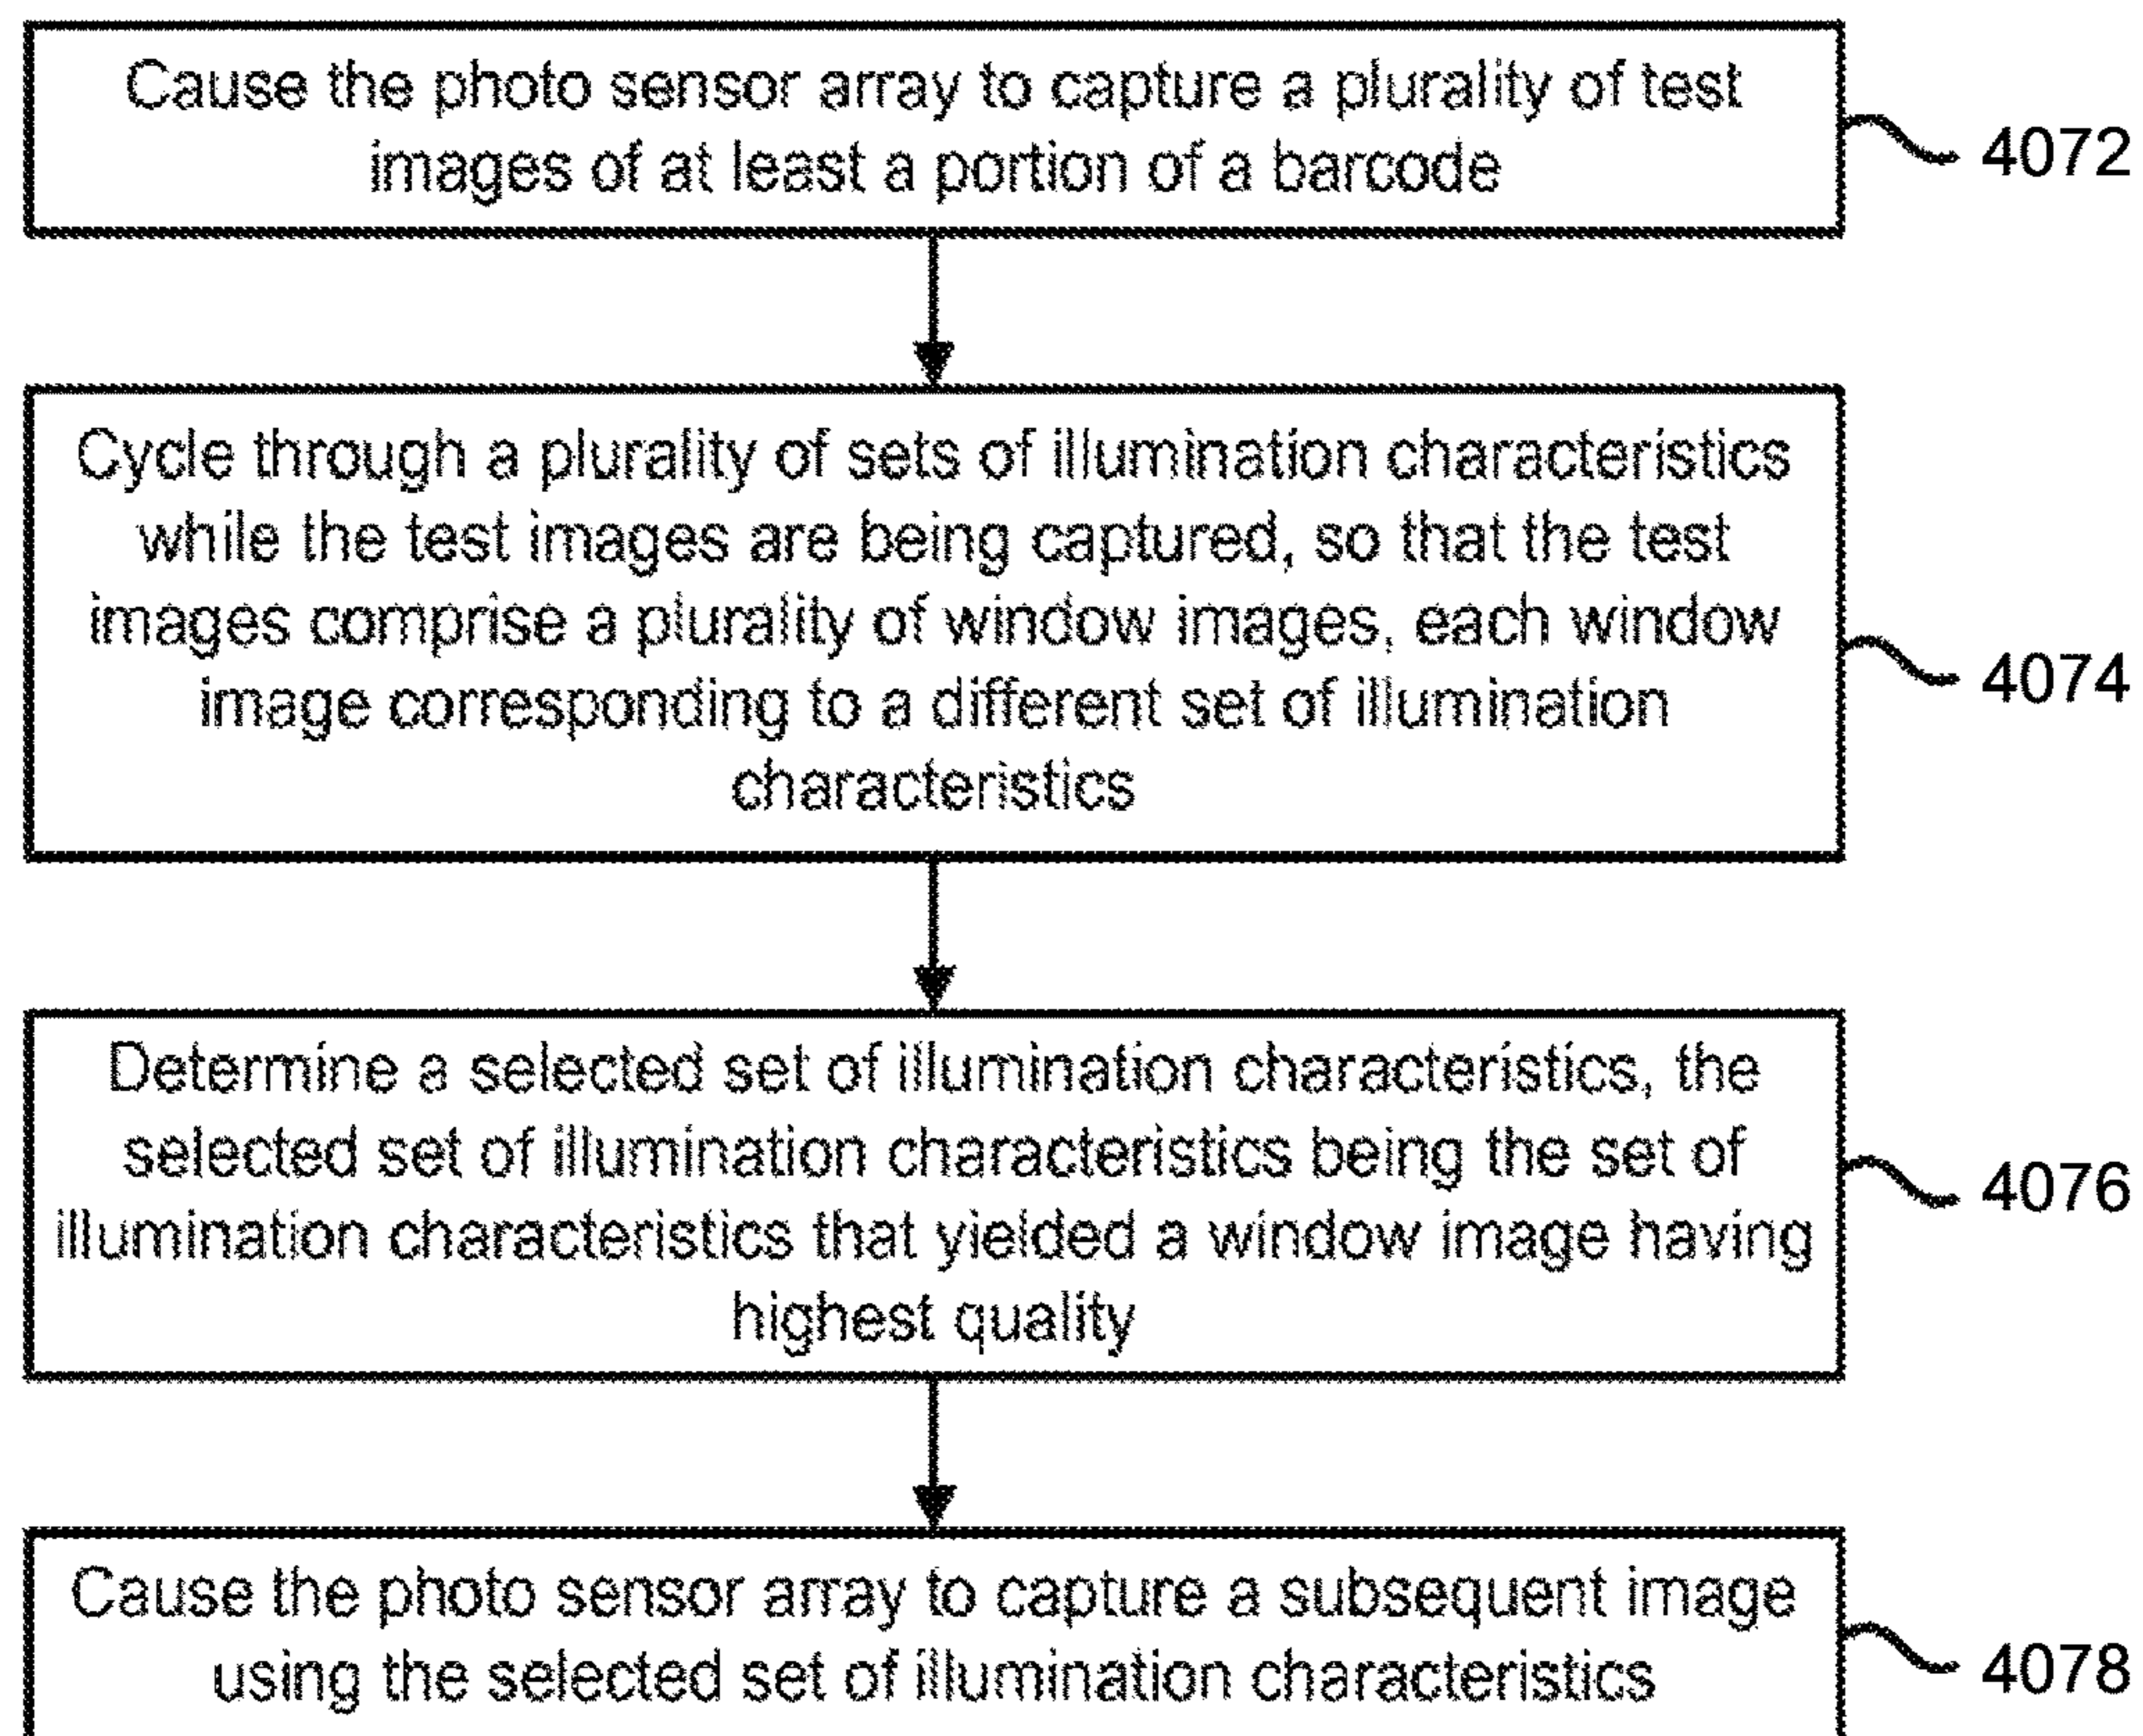 Cause the photo sensor array to capture a plurality of test
images of at least a portion of a barcode
4072
Cycle through a plurality of sets of illumination characteristics
while the test images are being captured, so that the test
images comprise a plurality of window images, each window
image corresponding to a different set of illumination
characteristics
4074
Determine a selected set of illumination characteristics, the
selected set of illumination characteristics being the set of
illumination characteristics that yielded a window image having
highest quality
4076
Cause the photo sensor array to capture a subsequent image
using the selected set of illumination characteristics
4078